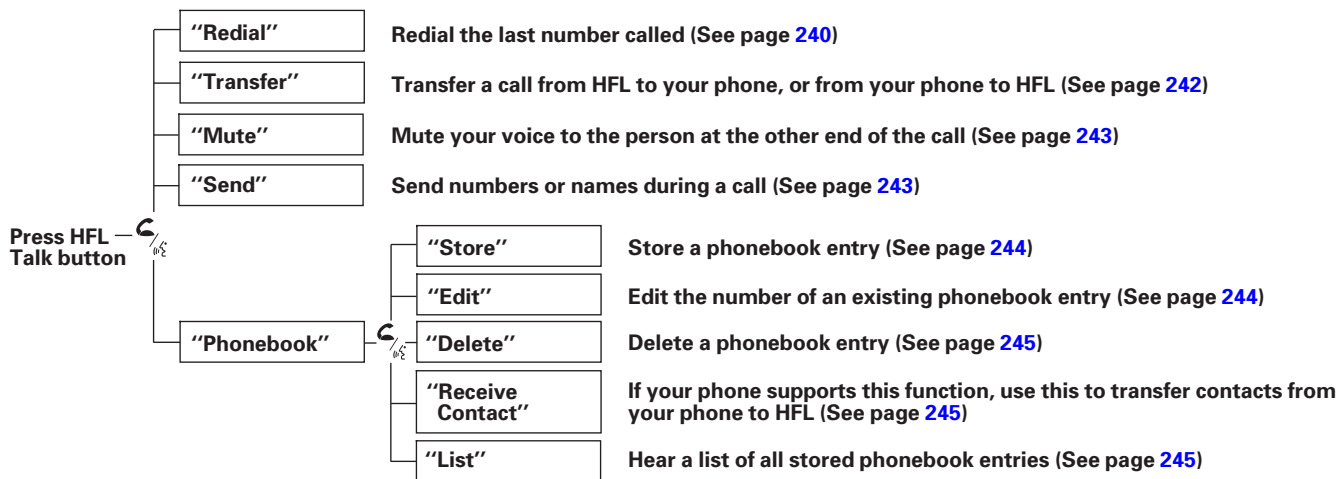 "Redial" Redial the last number called (See page 240)
"Transfer" Transfer a call from HFL to your phone, or from your phone to HFL (See page 242)
"Mute" Mute your voice to the person at the other end of the call (See page 243)
"Send" Send numbers or names during a call (See page 243)
Press HFL
Talk button
"Store" Store a phonebook entry (See page 244)
"Edit" Edit the number of an existing phonebook entry (See page 244)
"Phonebook"
"Delete" Delete a phonebook entry (See page 245)
"Receive
Contact"
If your phone supports this function, use this to transfer contacts from
your phone to HFL (See page 245)
"List" Hear a list of all stored phonebook entries (See page 245)